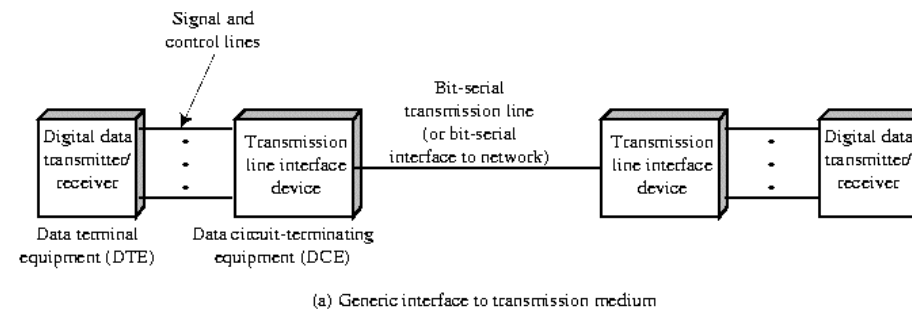 Signal and
control lines
Bit-serial
transmission line
(or bit-serial
interface to network)
Digital data
transmitter/
receiver
Transmission
line interface
device
Transmission
line interface
device
Digital data
transmitter/
receiver
Data terminal
equipment (DTE)
Data circuit-terminating
equipment (DCE)
(a) Generic interface to transmission medium